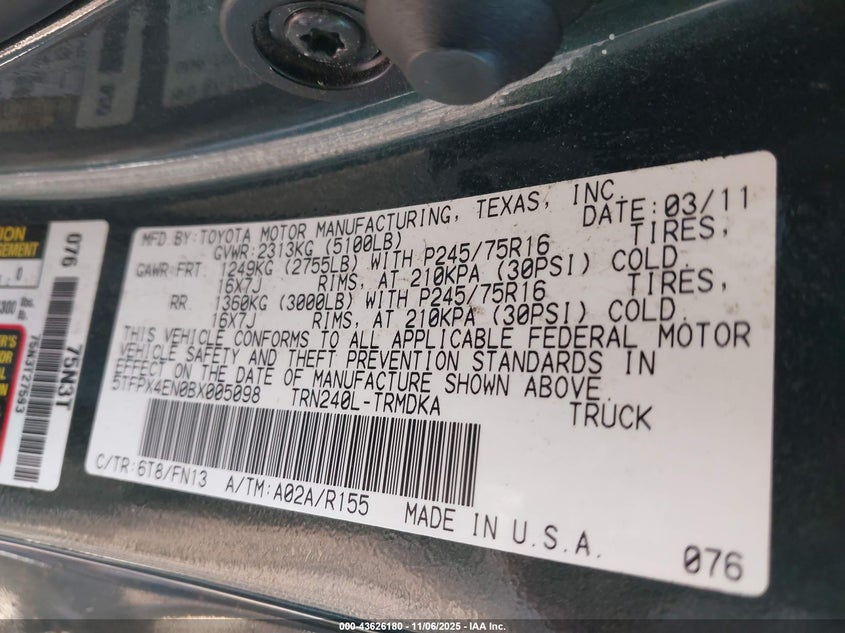 MFD BY:TOYOTA MOTOR MANUFACTURING, TEXAS, INC.
DATE:03/11
GVWR:2313KG (5100LB)
GAWR FRT. 1249KG (2755LB) WITH P245/75R16 TIRES,
16X7J RIMS, AT 210KPA (30PSI) COLD.
RR. 1360KG (3000LB) WITH P245/75R16 TIRES,
16X7J RIMS, AT 210KPA (30PSI) COLD.
THIS VEHICLE CONFORMS TO ALL APPLICABLE FEDERAL MOTOR
VEHICLE SAFETY AND THEFT PREVENTION STANDARDS IN
EFFECT ON THE DATE OF MANUFACTURE SHOWN ABOVE.
5TFPX4EN0BX005098 TRN240L-TRMDKA TRUCK
C/TR:6T8/FN13 A/TM:A02A/R155
MADE IN U.S.A.
076
076
75N3T
75N3T27593
300 lbs.
000-43626180 - 11/06/2025 - IAA Inc.